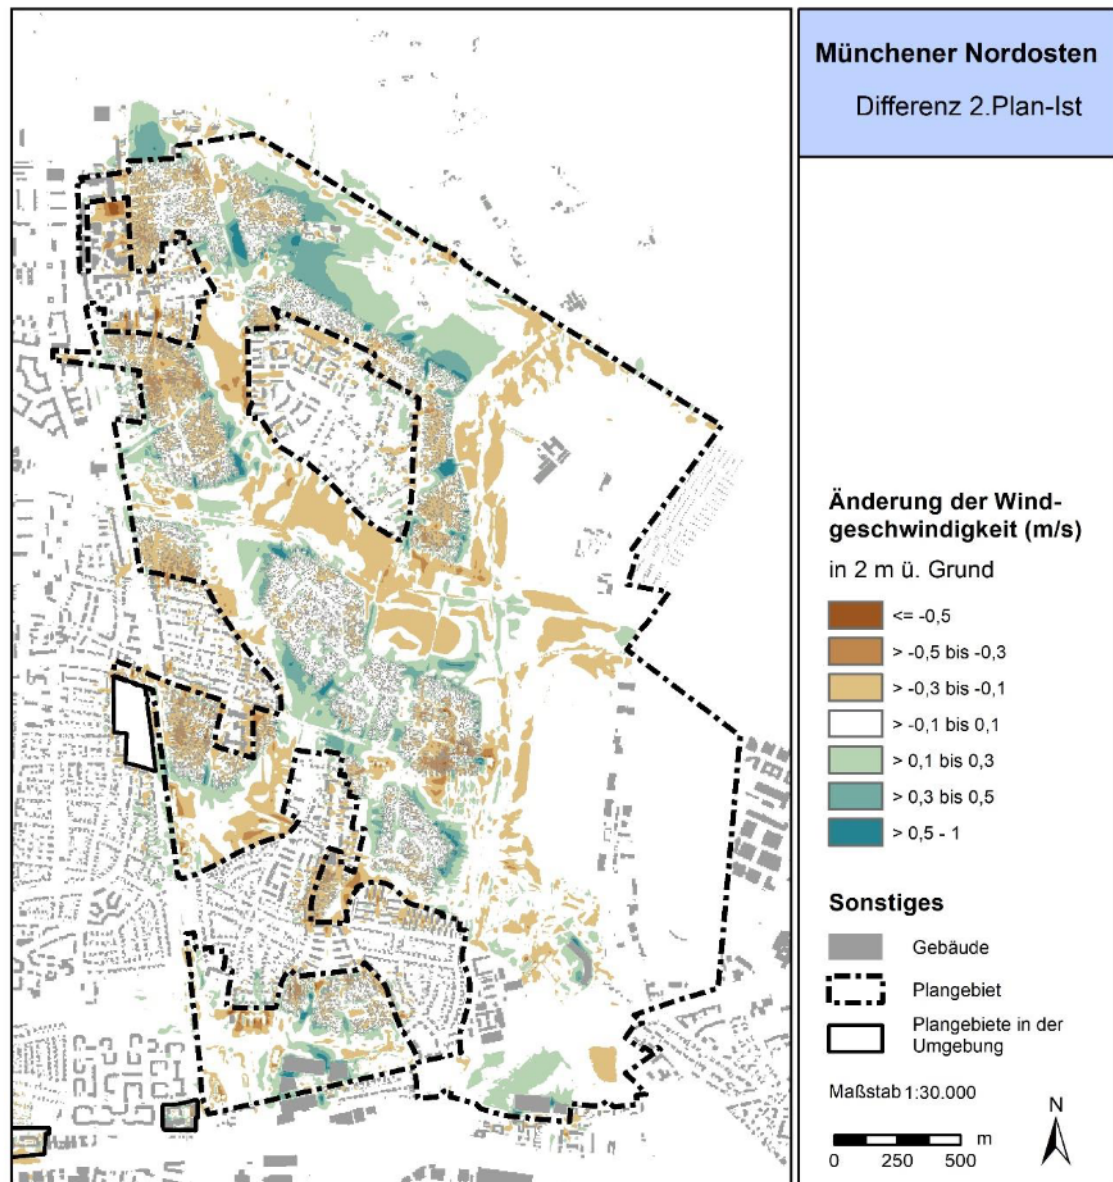 Münchener Nordosten
Differenz 2.Plan-Ist
Änderung der Wind-
geschwindigkeit (m/s)
in 2 m ü. Grund
<= -0,5
> -0,5 bis -0,3
> -0,3 bis -0,1
> -0,1 bis 0,1
> 0,1 bis 0,3
> 0,3 bis 0,5
> 0,5 - 1
Sonstiges
Gebäude
Plangebiet
Plangebiete in der
Umgebung
Maßstab 1:30.000
N
m
0 250 500